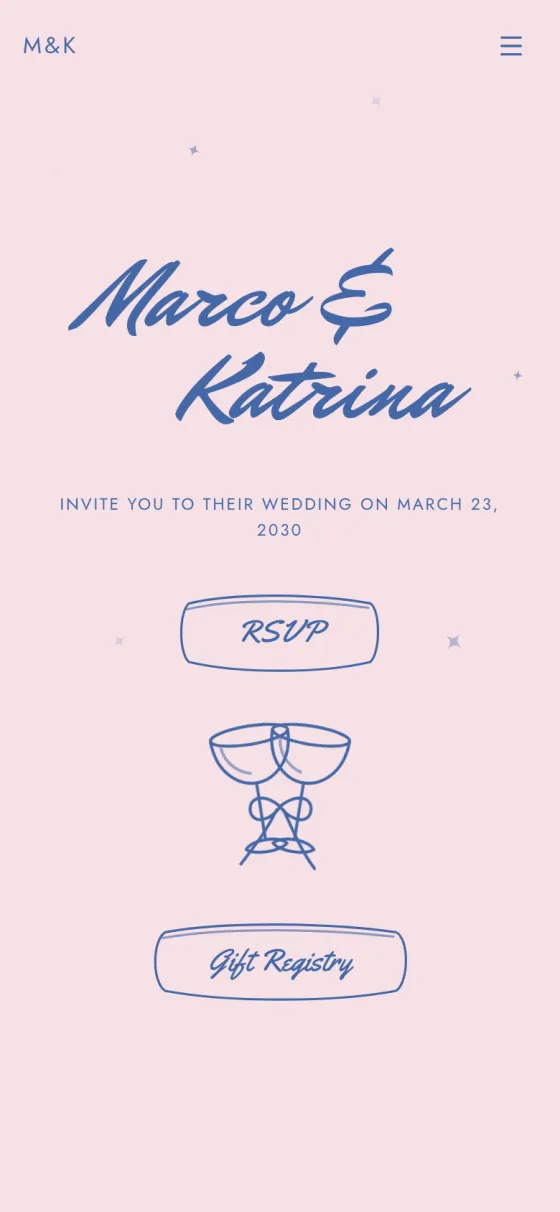 M&K
Marco &
Katrina
INVITE YOU TO THEIR WEDDING ON MARCH 23,
2030
RSVP
Gift Registry